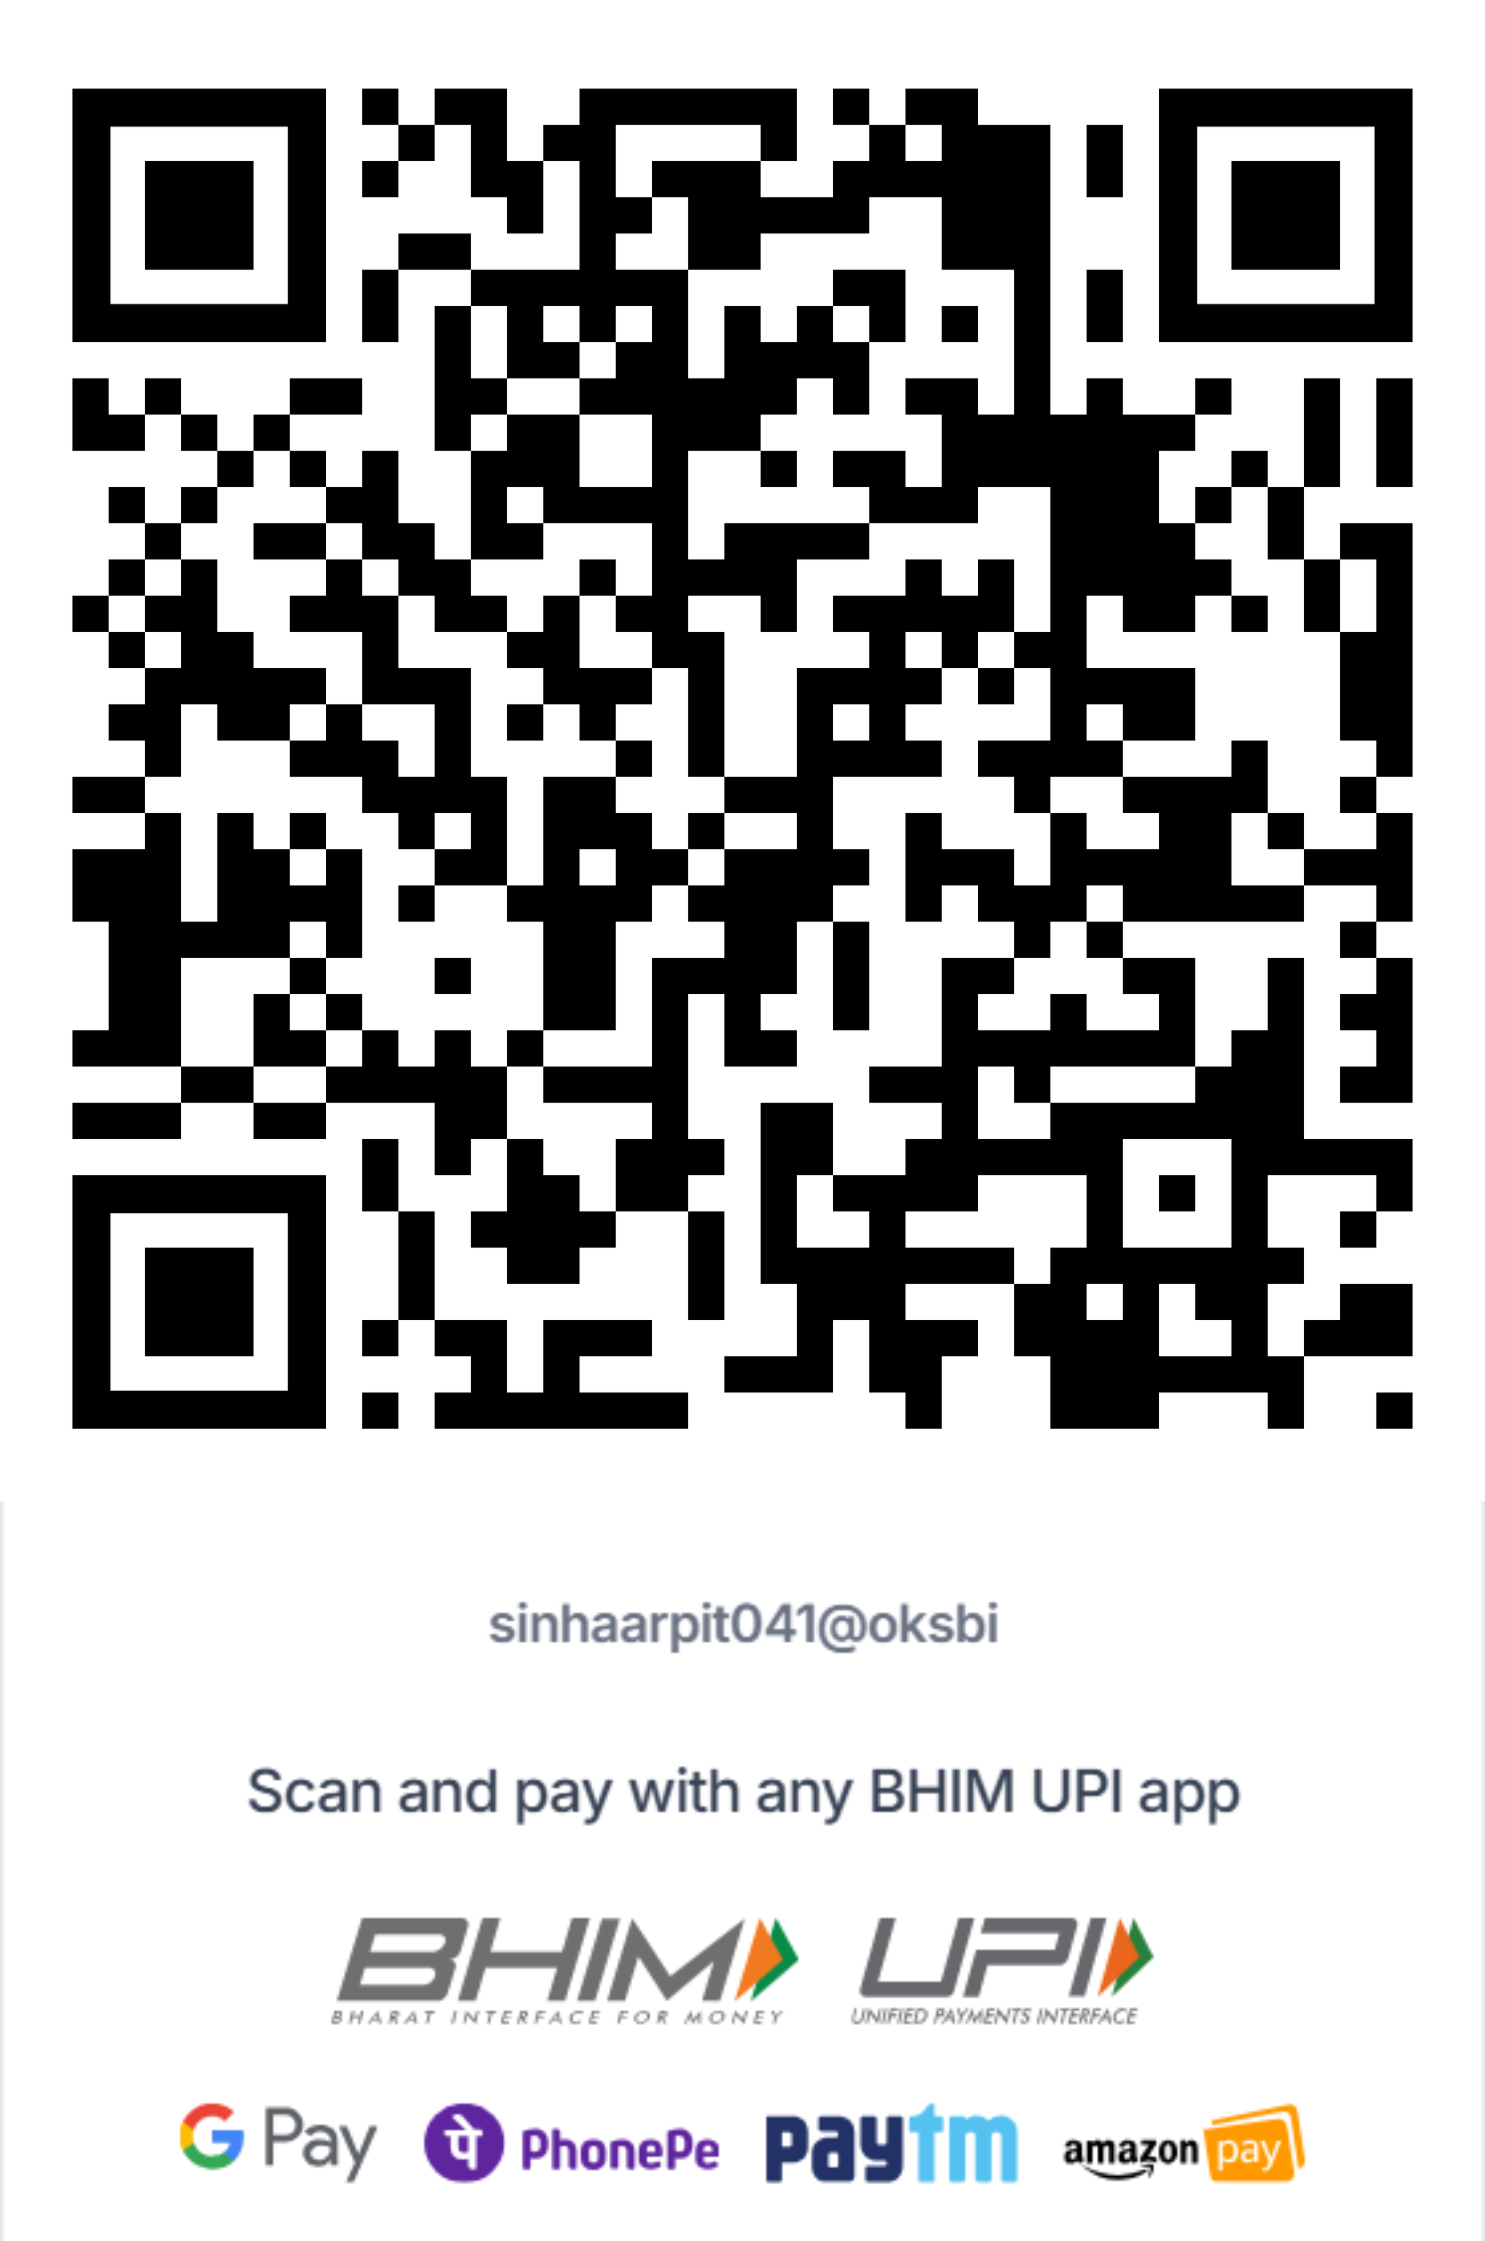 sinhaarpit041@oksbi
Scan and pay with any BHIM UPI app
BHIM UPI
BHARAT INTERFACE FOR MONEY UNIFIED PAYMENTS INTERFACE
G Pay पे PhonePe paytm amazon pay